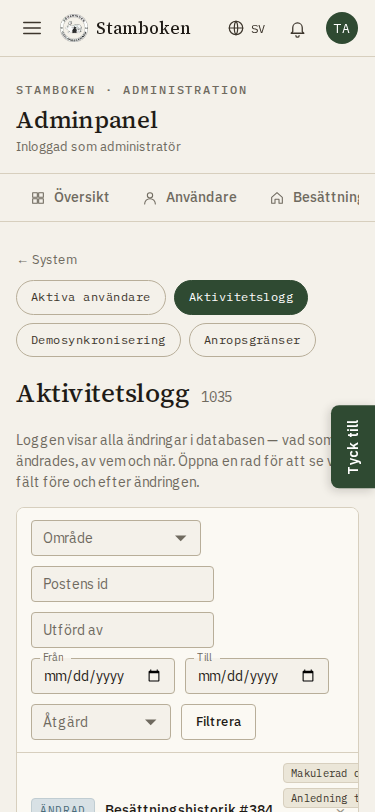 Stamboken
SV
TA
STAMBOKEN · ADMINISTRATION
Adminpanel
Inloggad som administratör
Översikt
Användare
Besättning
← System
Aktiva användare
Aktivitetslogg
Demosynkronisering
Anropsgränser
Aktivitetslogg 1035
Tyck till
Loggen visar alla ändringar i databasen — vad som
ändrades, av vem och när. Öppna en rad för att se
fält före och efter ändringen.
Område
Postens id
Utförd av
Från
mm/dd/yyyy
Till
mm/dd/yyyy
Åtgärd
Filtrera
Makulerad
Anledning
ÄNDRAD
Besättningshistorik #384